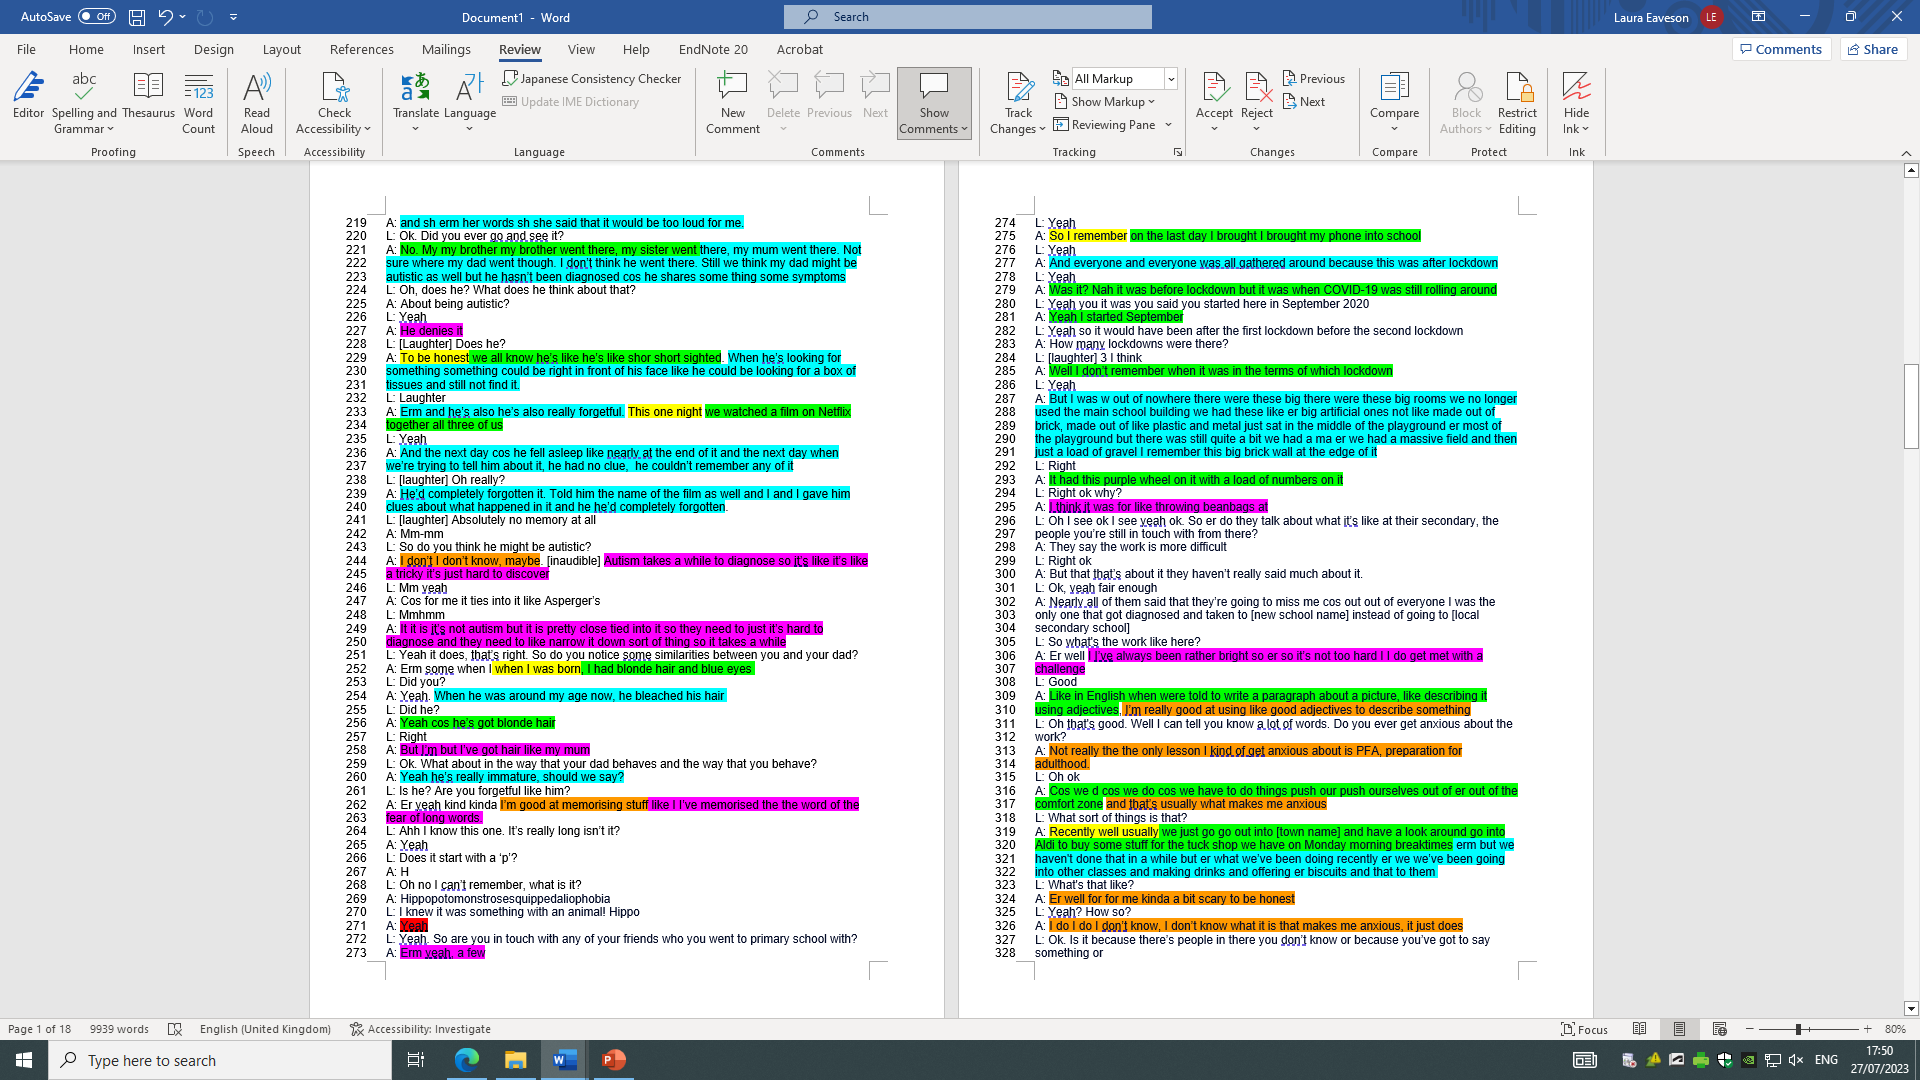 AutoSave Off Document1 - Word Search Laura Eaveson LE
File Home Insert Design Layout References Mailings Review View Help EndNote 20 Acrobat Comments Share
Editor
Spelling and Grammar
Thesaurus
Word Count
Proofing
Read Aloud
Speech
Check Accessibility
Accessibility
Translate
Language
Japanese Consistency Checker
Update IME Dictionary
Language
New Comment
Delete
Previous
Next
Show Comments
Comments
Track Changes
All Markup
Show Markup
Reviewing Pane
Tracking
Accept
Reject
Previous
Next
Changes
Compare
Compare
Block Authors
Restrict Editing
Protect
Hide Ink
Ink
219 A: and sh erm her words sh she said that it would be too loud for me.
220 L: Ok. Did you ever go and see it?
221 A: No. My my brother my brother went there, my sister went there, my mum went there. Not
222 sure where my dad went though. I don't think he went there. Still we think my dad might be
223 autistic as well but he hasn't been diagnosed cos he shares some thing some symptoms
224 L: Oh, does he? What does he think about that?
225 A: About being autistic?
226 L: Yeah
227 A: He denies it
228 L: [Laughter] Does he?
229 A: To be honest we all know he's like he's like shor short sighted. When he's looking for
230 something something could be right in front of his face like he could be looking for a box of
231 tissues and still not find it.
232 L: Laughter
233 A: Erm and he's also he's also really forgetful. This one night we watched a film on Netflix
234 together all three of us
235 L: Yeah
236 A: And the next day cos he fell asleep like nearly at the end of it and the next day when
237 we're trying to tell him about it, he had no clue, he couldn't remember any of it
238 L: [laughter] Oh really?
239 A: He'd completely forgotten it. Told him the name of the film as well and I and I gave him
240 clues about what happened in it and he he'd completely forgotten.
241 L: [laughter] Absolutely no memory at all
242 A: Mm-mm
243 L: So do you think he might be autistic?
244 A: I don't I don't know, maybe. [inaudible] Autism takes a while to diagnose so it's like it's like
245 a tricky it's just hard to discover
246 L: Mm yeah
247 A: Cos for me it ties into it like Asperger's
248 L: Mmhmm
249 A: It it is it's not autism but it is pretty close tied into it so they need to just it's hard to
250 diagnose and they need to like narrow it down sort of thing so it takes a while
251 L: Yeah it does, that's right. So do you notice some similarities between you and your dad?
252 A: Erm some when I when I was born, I had blonde hair and blue eyes
253 L: Did you?
254 A: Yeah. When he was around my age now, he bleached his hair
255 L: Did he?
256 A: Yeah cos he's got blonde hair
257 L: Right
258 A: But I'm but I've got hair like my mum
259 L: Ok. What about in the way that your dad behaves and the way that you behave?
260 A: Yeah he's really immature, should we say?
261 L: Is he? Are you forgetful like him?
262 A: Er yeah kind kinda I'm good at memorising stuff like I I've memorised the the word of the
263 fear of long words.
264 L: Ahh I know this one. It's really long isn't it?
265 A: Yeah
266 L: Does it start with a 'p'?
267 A: H
268 L: Oh no I can't remember, what is it?
269 A: Hippopotomonstrosesquippedaliophobia
270 L: I knew it was something with an animal! Hippo
271 A: Yeah
272 L: Yeah. So are you in touch with any of your friends who you went to primary school with?
273 A: Erm yeah, a few
274 L: Yeah
275 A: So I remember on the last day I brought I brought my phone into school
276 L: Yeah
277 A: And everyone and everyone was all gathered around because this was after lockdown
278 L: Yeah
279 A: Was it? Nah it was before lockdown but it was when COVID-19 was still rolling around
280 L: Yeah you it was you said you started here in September 2020
281 A: Yeah I started September
282 L: Yeah so it would have been after the first lockdown before the second lockdown
283 A: How many lockdowns were there?
284 L: [laughter] 3 I think
285 A: Well I don't remember when it was in the terms of which lockdown
286 L: Yeah
287 A: But I was w out of nowhere there were these big there were these big rooms we no longer
288 used the main school building we had these like er big artificial ones not like made out of
289 brick, made out of like plastic and metal just sat in the middle of the playground er most of
290 the playground but there was still quite a bit we had a ma er we had a massive field and then
291 just a load of gravel I remember this big brick wall at the edge of it
292 L: Right
293 A: It had this purple wheel on it with a load of numbers on it
294 L: Right ok why?
295 A: I think it was for like throwing beanbags at
296 L: Oh I see ok I see yeah ok. So er do they talk about what it's like at their secondary, the
297 people you're still in touch with from there?
298 A: They say the work is more difficult
299 L: Right ok
300 A: But that that's about it they haven't really said much about it.
301 L: Ok, yeah fair enough
302 A: Nearly all of them said that they're going to miss me cos out out of everyone I was the
303 only one that got diagnosed and taken to [new school name] instead of going to [local
304 secondary school]
305 L: So what's the work like here?
306 A: Er well I I've always been rather bright so er so it's not too hard I I do get met with a
307 challenge
308 L: Good
309 A: Like in English when were told to write a paragraph about a picture, like describing it
310 using adjectives, I'm really good at using like good adjectives to describe something
311 L: Oh that's good. Well I can tell you know a lot of words. Do you ever get anxious about the
312 work?
313 A: Not really the the only lesson I kind of get anxious about is PFA, preparation for
314 adulthood.
315 L: Oh ok
316 A: Cos we d cos we do cos we have to do things push our push ourselves out of er out of the
317 comfort zone and that's usually what makes me anxious
318 L: What sort of things is that?
319 A: Recently well usually we just go go out into [town name] and have a look around go into
320 Aldi to buy some stuff for the tuck shop we have on Monday morning breaktimes erm but we
321 haven't done that in a while but er what we've been doing recently er we we've been going
322 into other classes and making drinks and offering er biscuits and that to them
323 L: What's that like?
324 A: Er well for for me kinda a bit scary to be honest
325 L: Yeah? How so?
326 A: I do I do I don't know, I don't know what it is that makes me anxious, it just does
327 L: Ok. Is it because there's people in there you don't know or because you've got to say
328 something or
Page 1 of 18 9939 words English (United Kingdom) Accessibility: Investigate Focus 80%
Type here to search ENG 17:50
27/07/2023